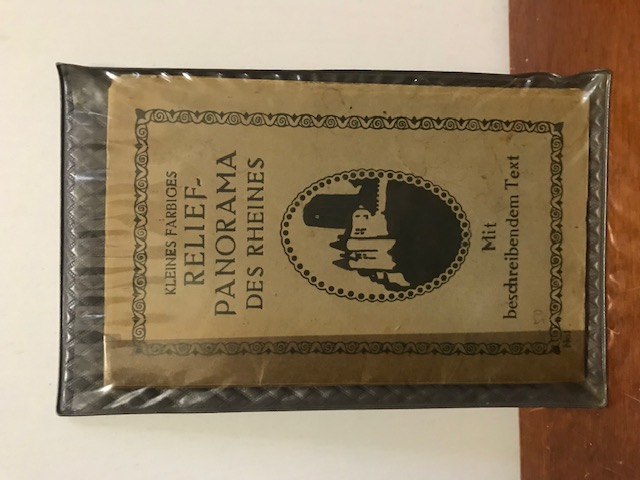 KLEINES FARBIGES
RELIEF-
PANORAMA
DES RHEINES
Mit
beschreibendem Text